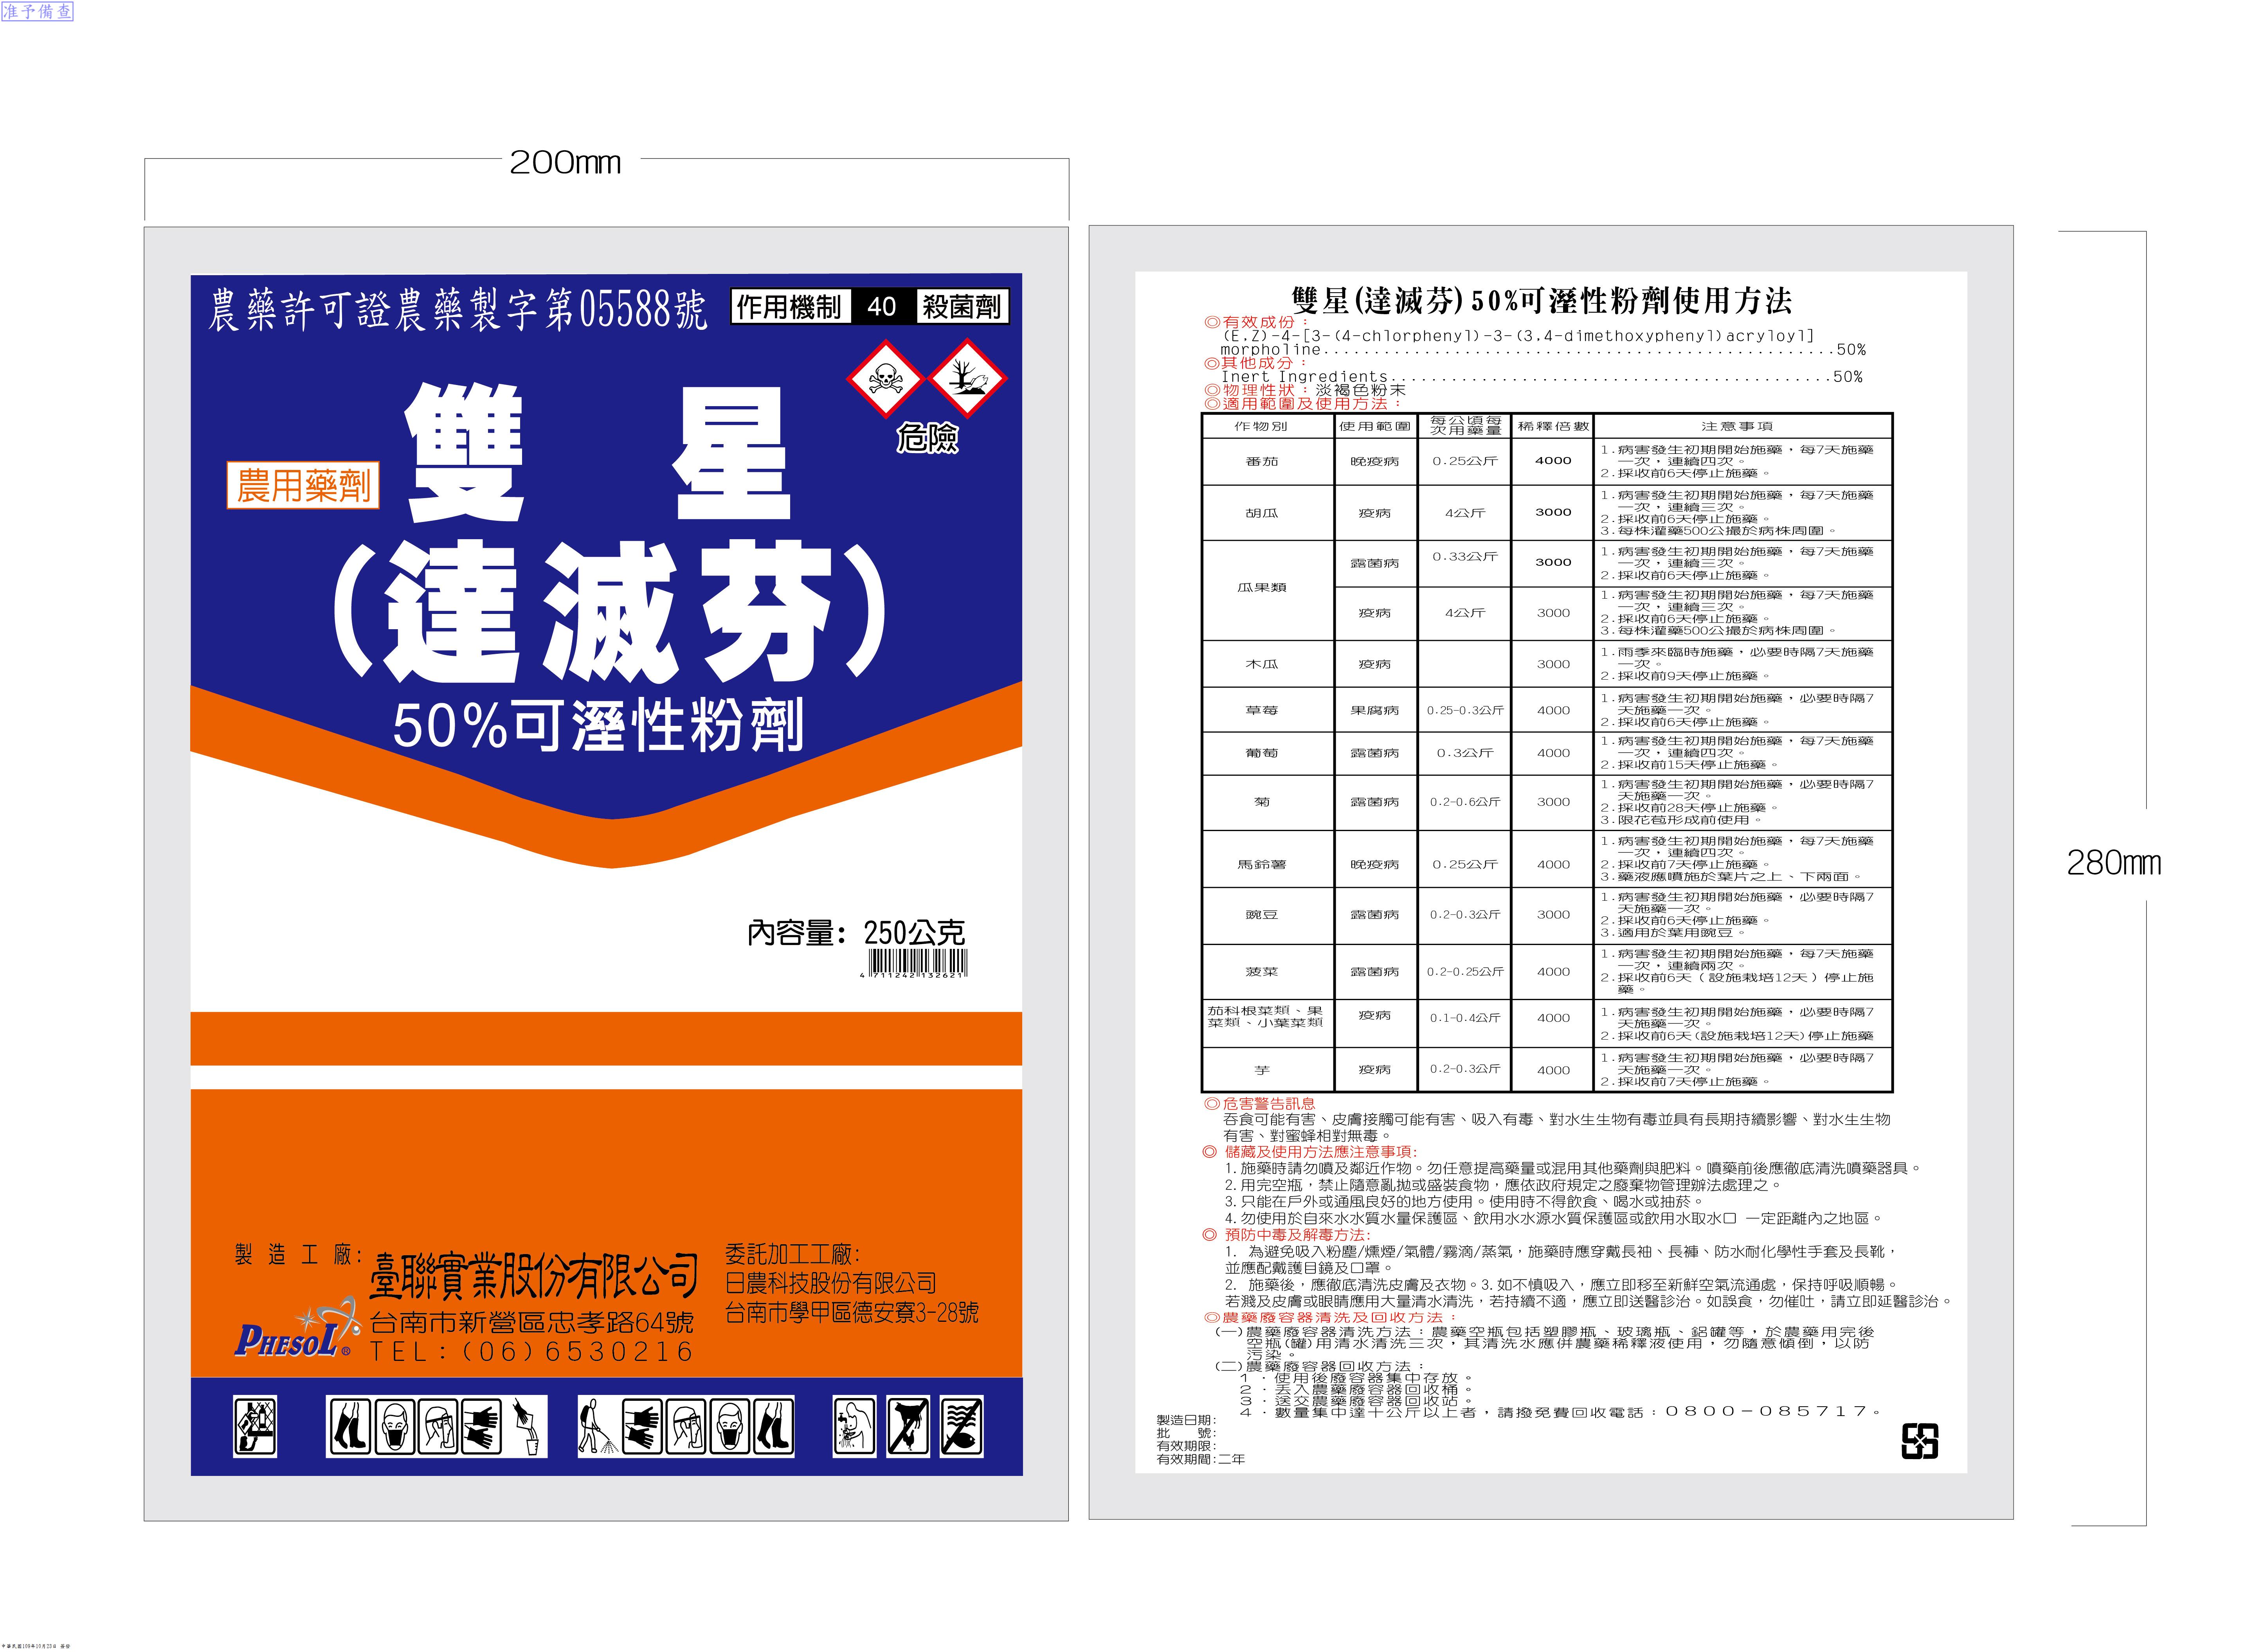 准予備查
200mm
農藥許可證農藥製字第05588號
作用機制 40 殺菌劑
危險
農用藥劑
雙 星
(達滅芬)
50%可溼性粉劑
內容量: 250公克
4 711242 132621
製造工廠:
臺聯實業股份有限公司
台南市新營區忠孝路64號
TEL:(06)6530216
PHESOL®
委託加工工廠:
日農科技股份有限公司
台南市學甲區德安寮3-28號
280mm
雙星(達滅芬)50%可溼性粉劑使用方法
◎有效成份:
(E.Z)-4-[3-(4-chlorphenyl)-3-(3.4-dimethoxyphenyl)acryloyl]
morpholine...................................................50%
◎其他成分:
Inert Ingredients............................................50%
◎物理性狀:淡褐色粉末
◎適用範圍及使用方法:
作物別 使用範圍 每公頃每次用藥量 稀釋倍數 注意事項
番茄 晚疫病 0.25公斤 4000
1.病害發生初期開始施藥,每7天施藥
一次,連續四次。
2.採收前6天停止施藥。
胡瓜 疫病 4公斤 3000
1.病害發生初期開始施藥,每7天施藥
一次,連續三次。
2.採收前6天停止施藥。
3.每株灌藥500公撮於病株周圍。
瓜果類
露菌病 0.33公斤 3000
1.病害發生初期開始施藥,每7天施藥
一次,連續三次。
2.採收前6天停止施藥。
疫病 4公斤 3000
1.病害發生初期開始施藥,每7天施藥
一次,連續三次。
2.採收前6天停止施藥。
3.每株灌藥500公撮於病株周圍。
木瓜 疫病 3000
1.雨季來臨時施藥,必要時隔7天施藥
一次。
2.採收前9天停止施藥。
草莓 果腐病 0.25-0.3公斤 4000
1.病害發生初期開始施藥,必要時隔7
天施藥一次。
2.採收前6天停止施藥。
葡萄 露菌病 0.3公斤 4000
1.病害發生初期開始施藥,每7天施藥
一次,連續四次。
2.採收前15天停止施藥。
菊 露菌病 0.2-0.6公斤 3000
1.病害發生初期開始施藥,必要時隔7
天施藥一次。
2.採收前28天停止施藥。
3.限花苞形成前使用。
馬鈴薯 晚疫病 0.25公斤 4000
1.病害發生初期開始施藥,每7天施藥
一次,連續四次。
2.採收前7天停止施藥。
3.藥液應噴施於葉片之上、下兩面。
豌豆 露菌病 0.2-0.3公斤 3000
1.病害發生初期開始施藥,必要時隔7
天施藥一次。
2.採收前6天停止施藥。
3.適用於葉用豌豆。
菠菜 露菌病 0.2-0.25公斤 4000
1.病害發生初期開始施藥,每7天施藥
一次,連續兩次。
2.採收前6天(設施栽培12天)停止施
藥。
茄科根菜類、果
菜類、小葉菜類
疫病 0.1-0.4公斤 4000
1.病害發生初期開始施藥,必要時隔7
天施藥一次。
2.採收前6天(設施栽培12天)停止施藥
芋 疫病 0.2-0.3公斤 4000
1.病害發生初期開始施藥,必要時隔7
天施藥一次。
2.採收前7天停止施藥。
◎危害警告訊息
吞食可能有害、皮膚接觸可能有害、吸入有毒、對水生生物有毒並具有長期持續影響、對水生生物
有害、對蜜蜂相對無毒。
◎ 儲藏及使用方法應注意事項:
1.施藥時請勿噴及鄰近作物。勿任意提高藥量或混用其他藥劑與肥料。噴藥前後應徹底清洗噴藥器具。
2.用完空瓶,禁止隨意亂拋或盛裝食物,應依政府規定之廢棄物管理辦法處理之。
3.只能在戶外或通風良好的地方使用。使用時不得飲食、喝水或抽菸。
4.勿使用於自來水水質水量保護區、飲用水水源水質保護區或飲用水取水口 一定距離內之地區。
◎ 預防中毒及解毒方法:
1. 為避免吸入粉塵/燻煙/氣體/霧滴/蒸氣,施藥時應穿戴長袖、長褲、防水耐化學性手套及長靴,
並應配戴護目鏡及口罩。
2. 施藥後,應徹底清洗皮膚及衣物。3.如不慎吸入,應立即移至新鮮空氣流通處,保持呼吸順暢。
若濺及皮膚或眼睛應用大量清水清洗,若持續不適,應立即送醫診治。如誤食,勿催吐,請立即延醫診治。
◎農藥廢容器清洗及回收方法:
(一)農藥廢容器清洗方法:農藥空瓶包括塑膠瓶、玻璃瓶、鋁罐等,於農藥用完後
空瓶(罐)用清水清洗三次,其清洗水應併農藥稀釋液使用,勿隨意傾倒,以防
污染。
(二)農藥廢容器回收方法:
1.使用後廢容器集中存放。
2.丟入農藥廢容器回收桶。
3.送交農藥廢容器回收站。
4.數量集中達十公斤以上者,請撥免費回收電話:0800-085717。
製造日期:
批 號:
有效期限:
有效期間:二年